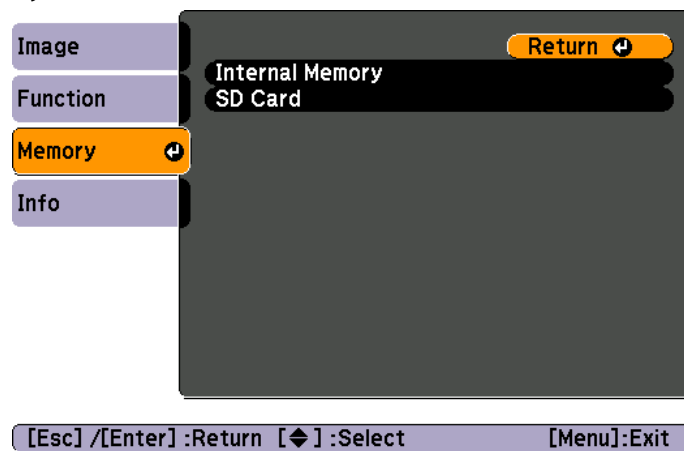 Image
Function
Memory
Info
Return
Internal Memory
SD Card
[Esc] /[Enter] :Return [◆] :Select [Menu]:Exit